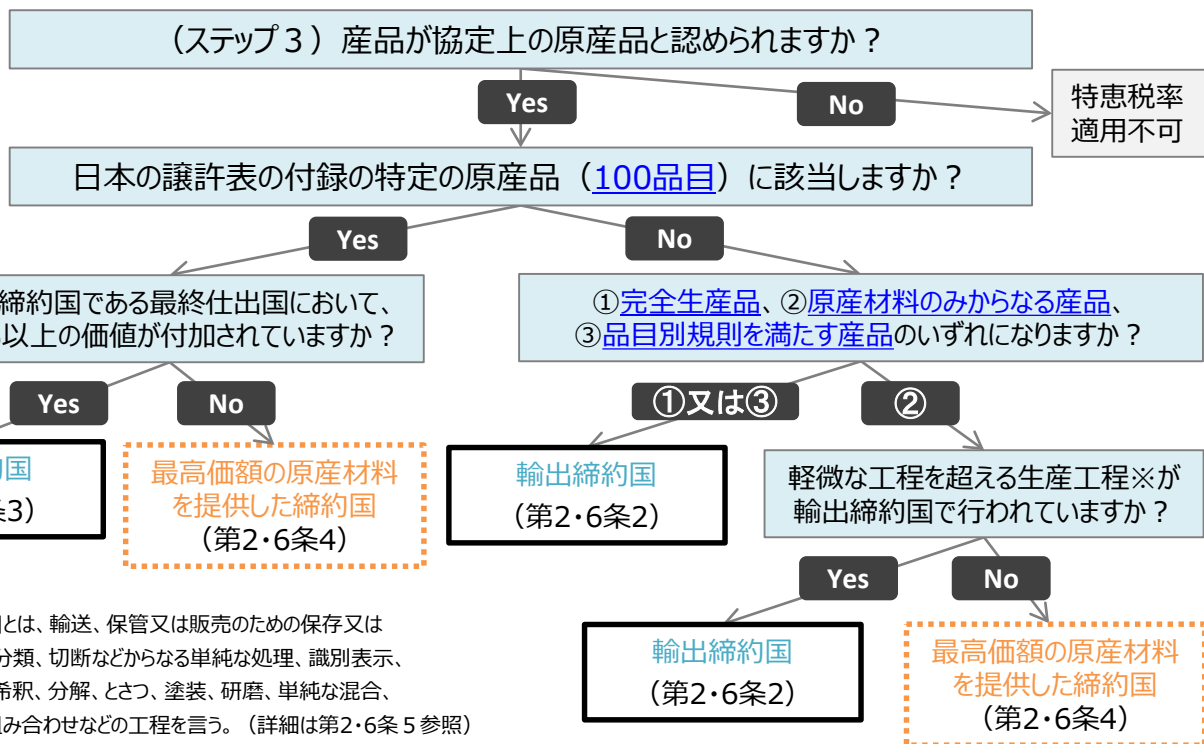 （ステップ３）産品が協定上の原産品と認められますか？
Yes
No
特恵税率
適用不可
日本の譲許表の付録の特定の原産品（100品目）に該当しますか？
Yes
No
締約国である最終仕出国において、
以上の価値が付加されていますか？
①完全生産品、②原産材料のみからなる産品、
③品目別規則を満たす産品のいずれになりますか？
Yes
No
①又は③
②
国
3）
最高価額の原産材料
を提供した締約国
（第2・6条4）
輸出締約国
（第2・6条2）
軽微な工程を超える生産工程※が
輸出締約国で行われていますか？
Yes
No
とは、輸送、保管又は販売のための保存又は
分類、切断などからなる単純な処理、識別表示、
希釈、分解、とさつ、塗装、研磨、単純な混合、
み合わせなどの工程を言う。（詳細は第2・6条５参照）
輸出締約国
（第2・6条2）
最高価額の原産材料
を提供した締約国
（第2・6条4）